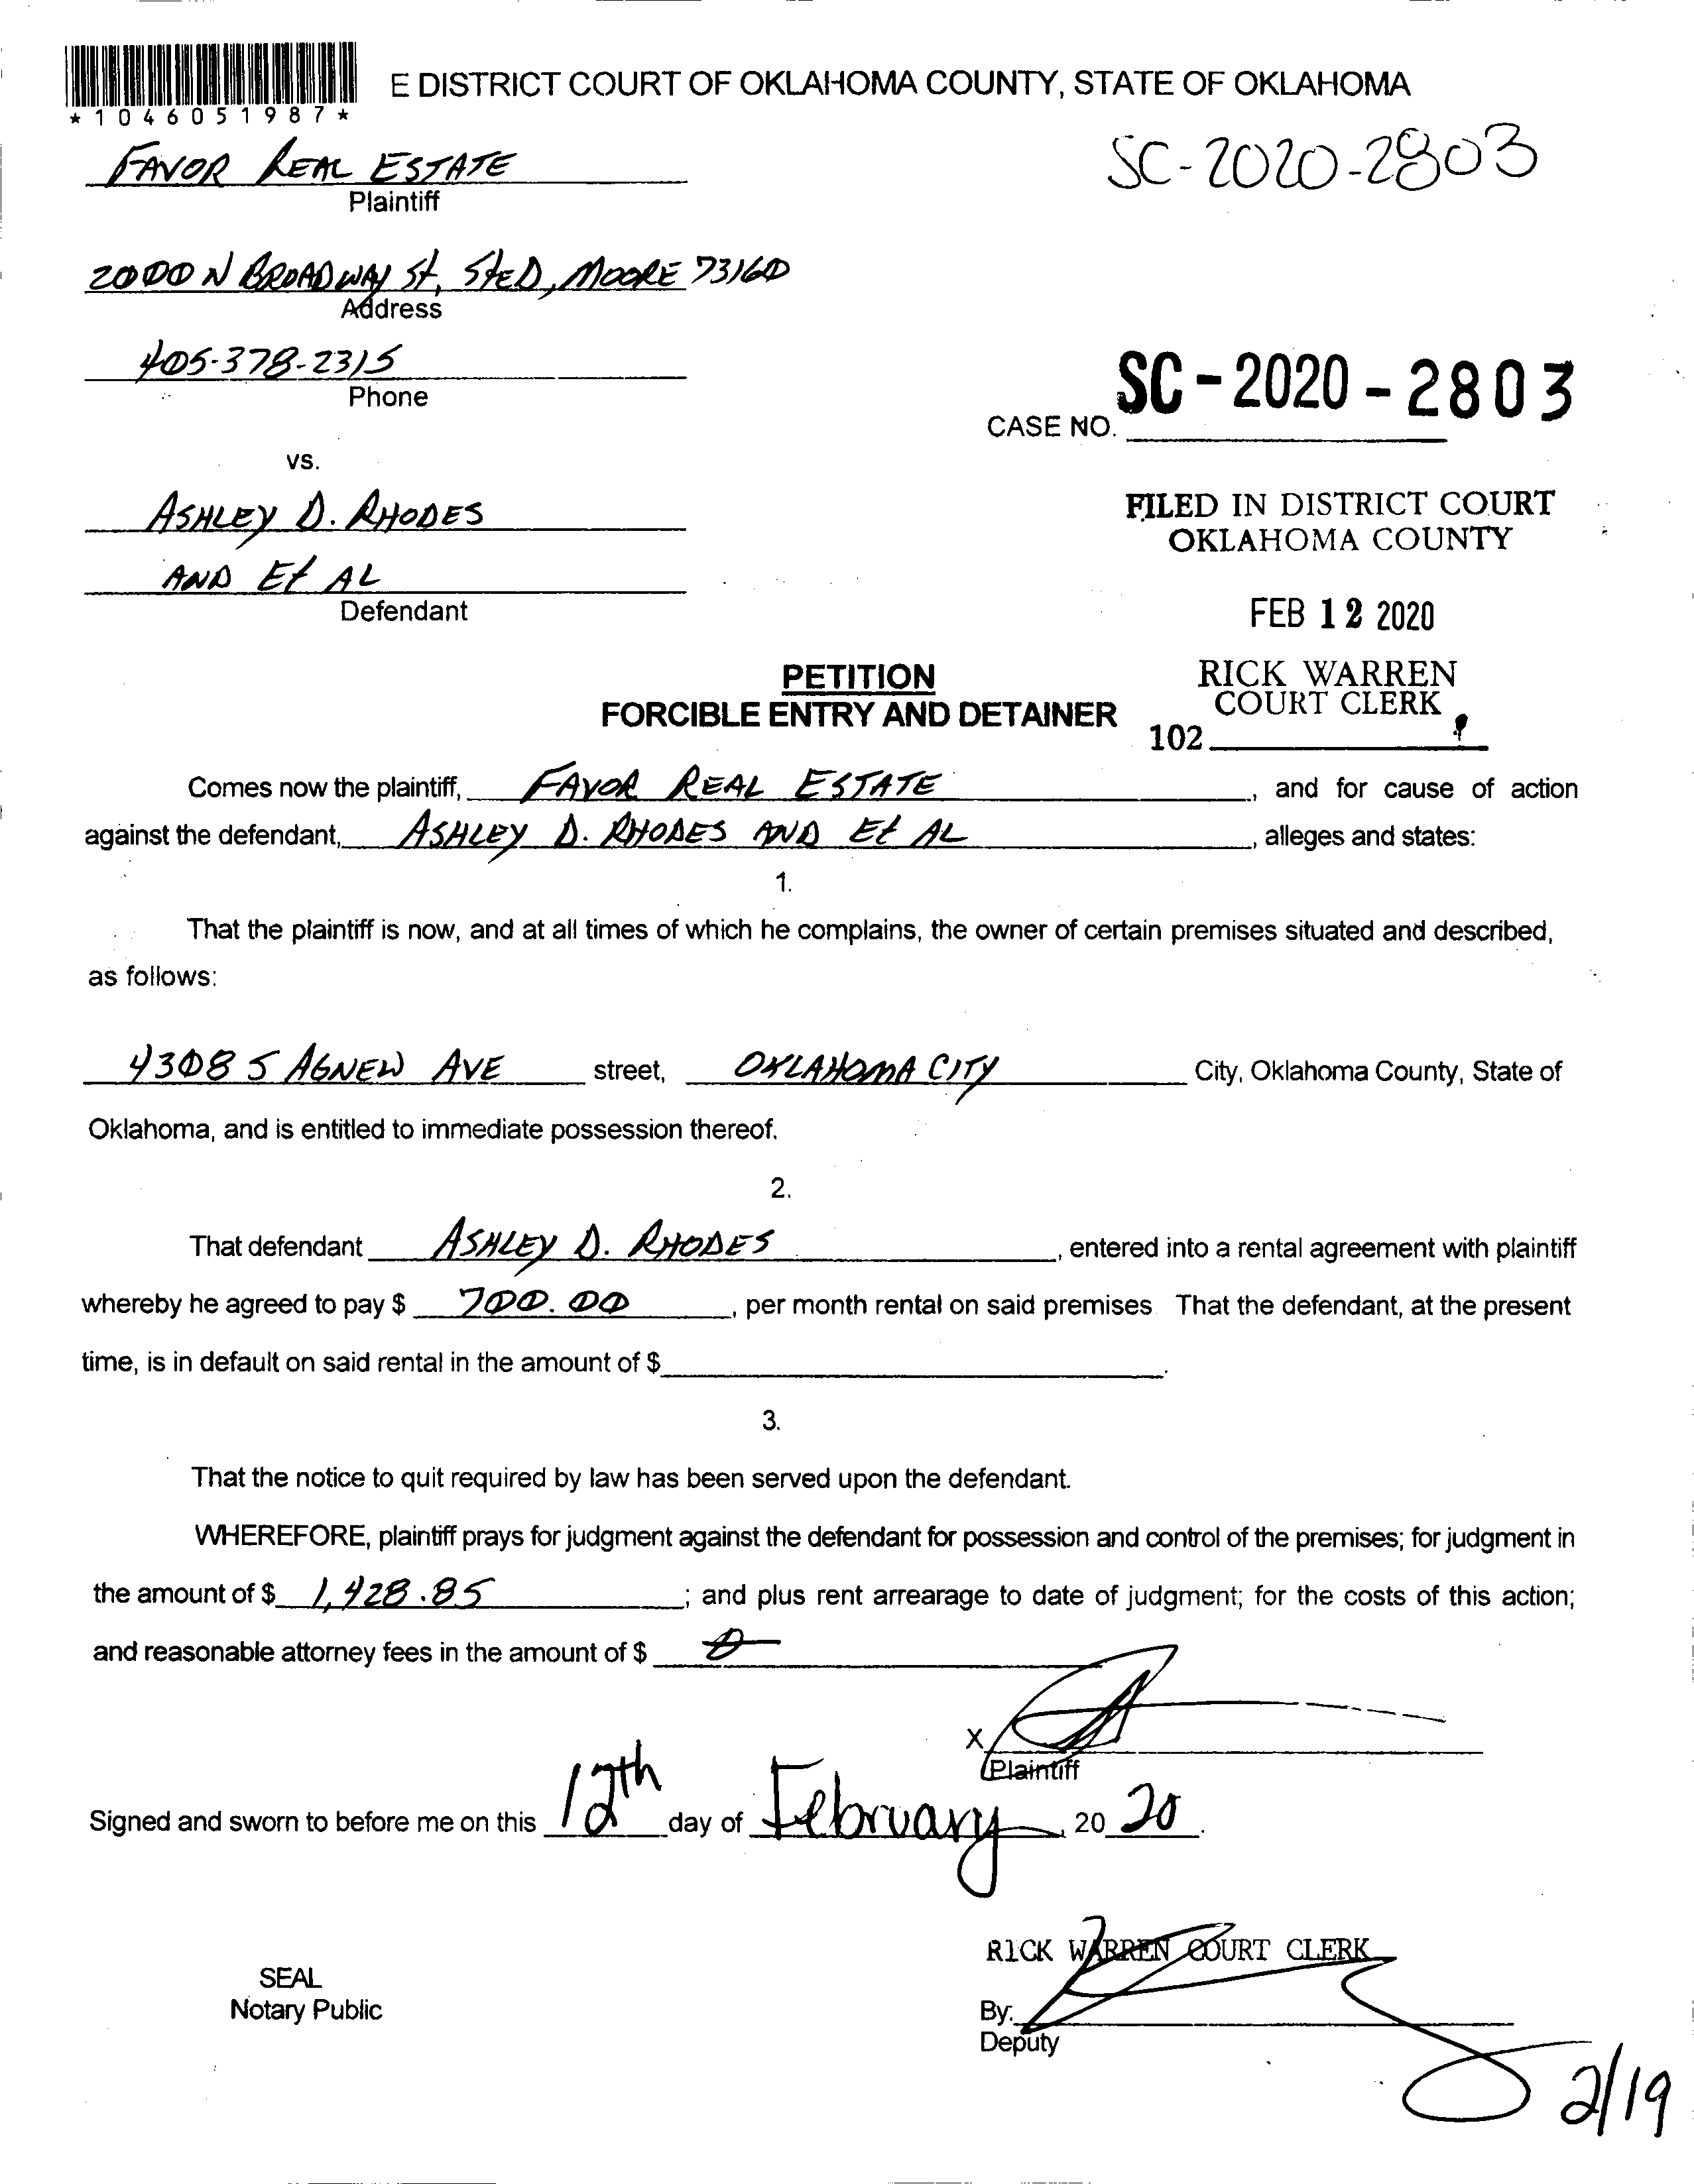 E DISTRICT COURT OF OKLAHOMA COUNTY, STATE OF OKLAHOMA
*1046051987*
FAVOR REAL ESTATE
Plaintiff
SC-2020-2803
2000 N BROADWAY St, Ste D, MOORE 73160
Address
405-378-2315
Phone
CASE NO. SC-2020-2803
vs.
ASHLEY D. RHODES
AND Et AL
Defendant
FILED IN DISTRICT COURT
OKLAHOMA COUNTY
FEB 12 2020
RICK WARREN
COURT CLERK
102
PETITION
FORCIBLE ENTRY AND DETAINER
Comes now the plaintiff, FAVOR REAL ESTATE, and for cause of action
against the defendant, ASHLEY D. RHODES AND Et AL, alleges and states:
1.
That the plaintiff is now, and at all times of which he complains, the owner of certain premises situated and described,
as follows:
4308 S AGNEW AVE street, OKLAHOMA CITY City, Oklahoma County, State of
Oklahoma, and is entitled to immediate possession thereof.
2.
That defendant ASHLEY D. RHODES, entered into a rental agreement with plaintiff
whereby he agreed to pay $ 700.00, per month rental on said premises. That the defendant, at the present
time, is in default on said rental in the amount of $.
3.
That the notice to quit required by law has been served upon the defendant.
WHEREFORE, plaintiff prays for judgment against the defendant for possession and control of the premises; for judgment in
the amount of $ 1,428.85; and plus rent arrearage to date of judgment; for the costs of this action;
and reasonable attorney fees in the amount of $ 0
X
Plaintiff
Signed and sworn to before me on this 12th day of February, 20 20.
RICK WARREN COURT CLERK
SEAL
Notary Public
By:
Deputy
2/19